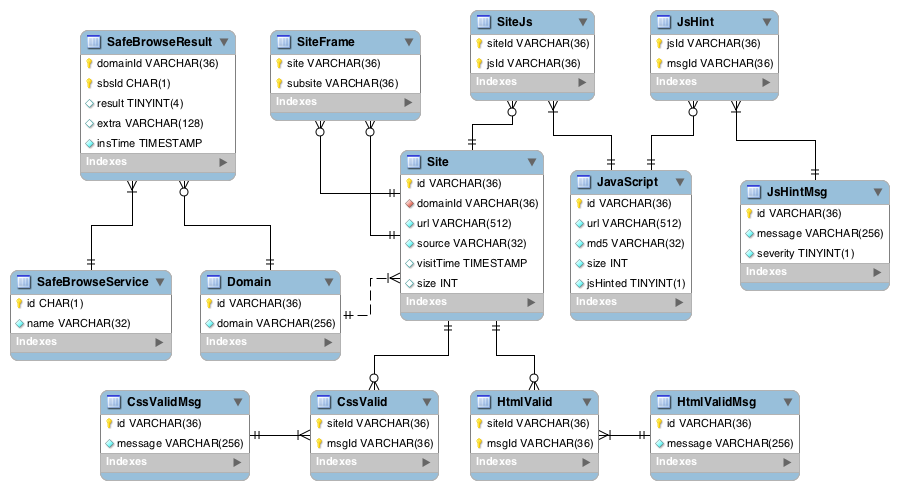 SafeBrowseResult
domainId VARCHAR(36)
sbsId CHAR(1)
result TINYINT(4)
extra VARCHAR(128)
insTime TIMESTAMP
Indexes
SiteFrame
site VARCHAR(36)
subsite VARCHAR(36)
Indexes
SiteJs
siteId VARCHAR(36)
jsId VARCHAR(36)
Indexes
JsHint
jsId VARCHAR(36)
msgId VARCHAR(36)
Indexes
Site
id VARCHAR(36)
domainId VARCHAR(36)
url VARCHAR(512)
source VARCHAR(32)
visitTime TIMESTAMP
size INT
Indexes
JavaScript
id VARCHAR(36)
url VARCHAR(512)
md5 VARCHAR(32)
size INT
jsHinted TINYINT(1)
Indexes
JsHintMsg
id VARCHAR(36)
message VARCHAR(256)
severity TINYINT(1)
Indexes
SafeBrowseService
id CHAR(1)
name VARCHAR(32)
Indexes
Domain
id VARCHAR(36)
domain VARCHAR(256)
Indexes
CssValidMsg
id VARCHAR(36)
message VARCHAR(256)
Indexes
CssValid
siteId VARCHAR(36)
msgId VARCHAR(36)
Indexes
HtmlValid
siteId VARCHAR(36)
msgId VARCHAR(36)
Indexes
HtmlValidMsg
id VARCHAR(36)
message VARCHAR(256)
Indexes